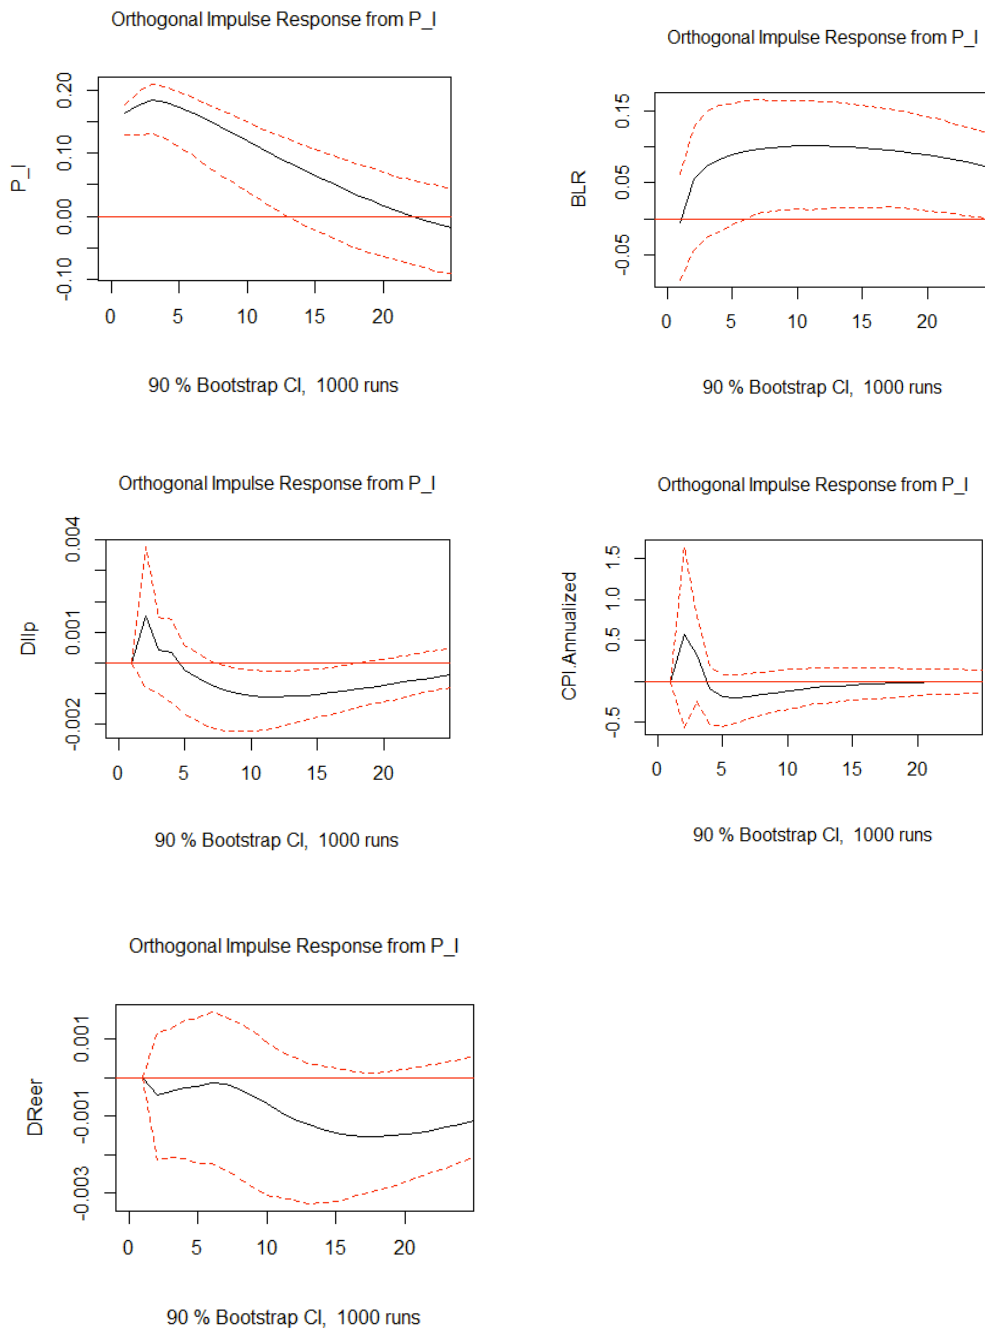 Orthogonal Impulse Response from P_I
P_I
0.20
0.10
0.00
-0.10
0
5
10
15
20
90 % Bootstrap CI, 1000 runs
Orthogonal Impulse Response from P_I
BLR
0.15
0.05
-0.05
0
5
10
15
20
90 % Bootstrap CI, 1000 runs
Orthogonal Impulse Response from P_I
DIIp
0.004
0.001
-0.002
0
5
10
15
20
90 % Bootstrap CI, 1000 runs
Orthogonal Impulse Response from P_I
CPI.Annualized
1.5
1.0
0.5
-0.5
0
5
10
15
20
90 % Bootstrap CI, 1000 runs
Orthogonal Impulse Response from P_I
DReer
0.001
-0.001
-0.003
0
5
10
15
20
90 % Bootstrap CI, 1000 runs